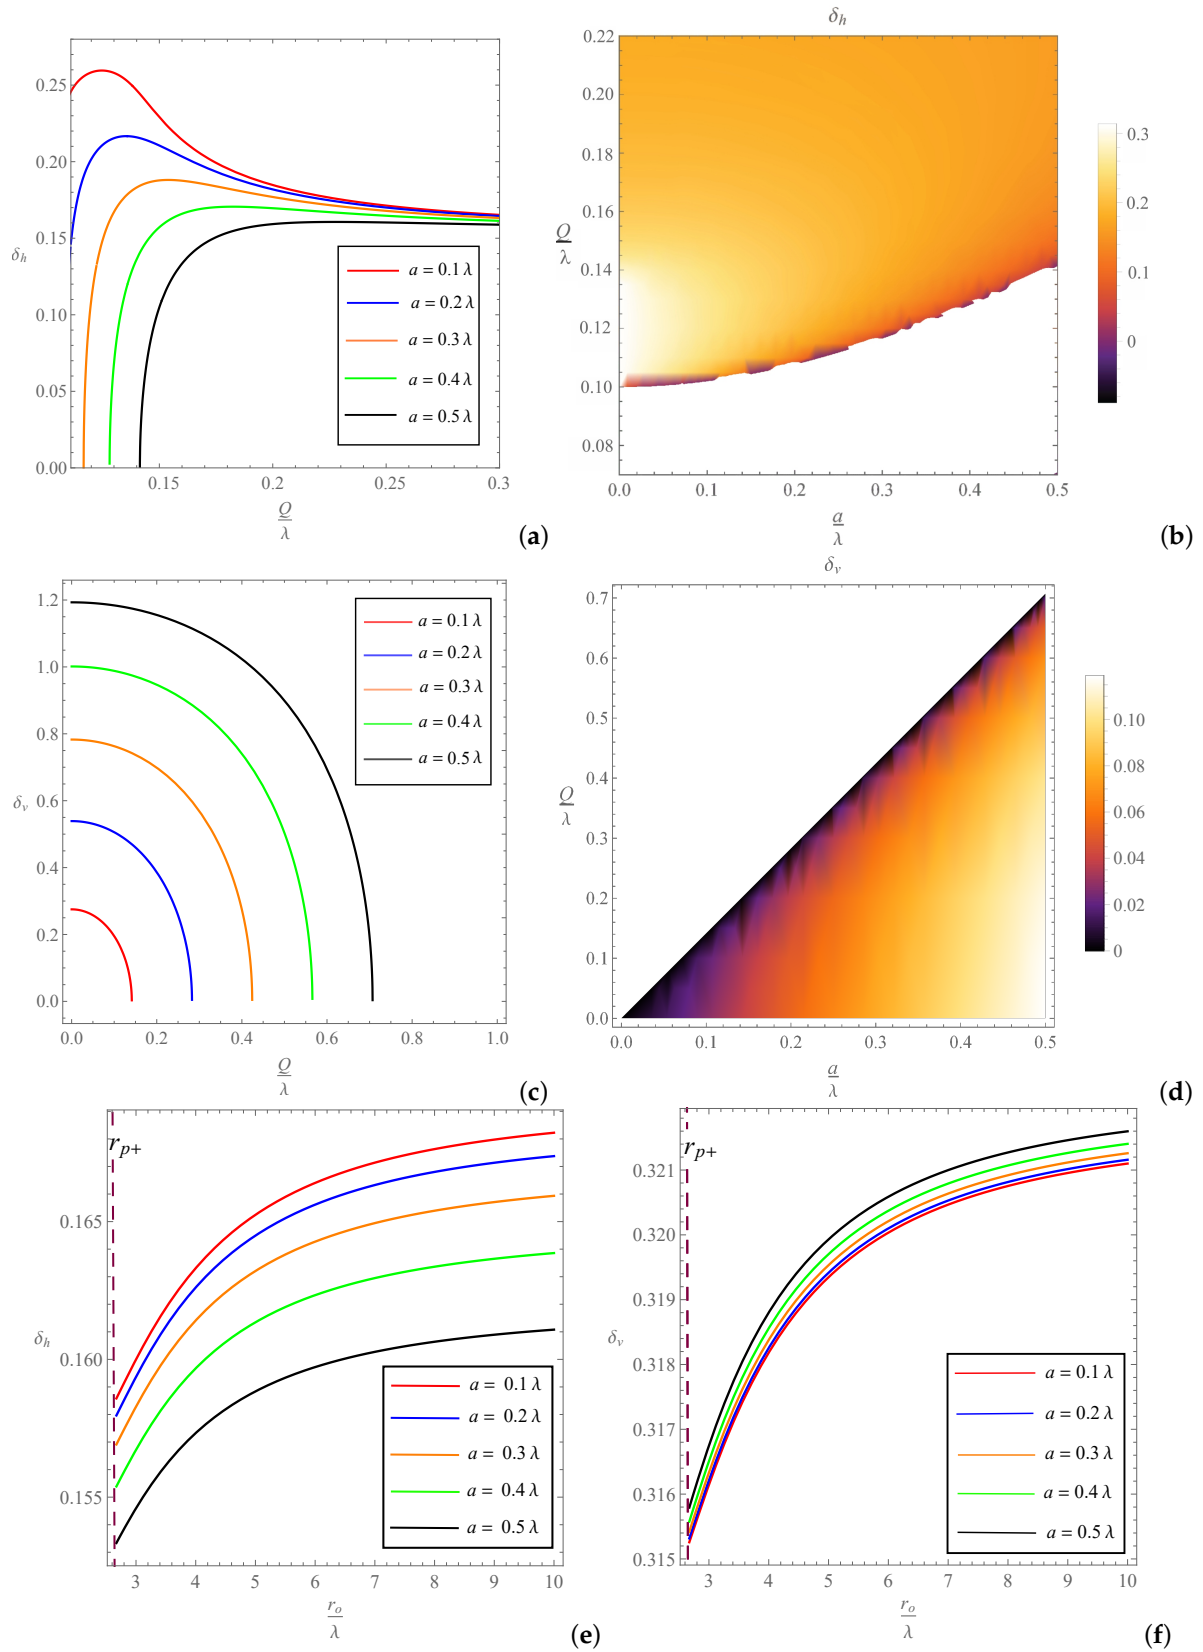 δh
0.25
0.20
0.15
0.10
0.05
0.00
0.15
0.2
0.25
0.3
Q
λ
a = 0.1 λ
a = 0.2 λ
a = 0.3 λ
a = 0.4 λ
a = 0.5 λ
(a)
δh
0.22
0.20
0.18
0.16
0.14
0.12
0.10
0.08
Q
λ
0.0
0.1
0.2
0.3
0.4
0.5
a
λ
0.3
0.2
0.1
0
(b)
δv
1.2
1.0
0.8
0.6
0.4
0.2
0.0
0.0
0.2
0.4
0.6
0.8
1.0
Q
λ
a = 0.1 λ
a = 0.2 λ
a = 0.3 λ
a = 0.4 λ
a = 0.5 λ
(c)
δv
0.7
0.6
0.5
0.4
0.3
0.2
0.1
0.0
Q
λ
0.0
0.1
0.2
0.3
0.4
0.5
a
λ
0.10
0.08
0.06
0.04
0.02
0
(d)
rp+
0.165
0.160
0.155
δh
3
4
5
6
7
8
9
10
ro
λ
a = 0.1 λ
a = 0.2 λ
a = 0.3 λ
a = 0.4 λ
a = 0.5 λ
(e)
rp+
0.321
0.320
0.319
0.318
0.317
0.316
0.315
δv
3
4
5
6
7
8
9
10
ro
λ
a = 0.1 λ
a = 0.2 λ
a = 0.3 λ
a = 0.4 λ
a = 0.5 λ
(f)